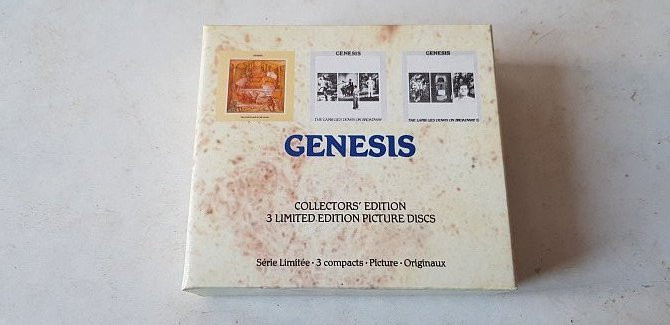 GENESIS
GENESIS
THE LAMB LIES DOWN ON BROADWAY
THE LAMB LIES DOWN ON BROADWAY
GENESIS
COLLECTORS' EDITION
3 LIMITED EDITION PICTURE DISCS
Série Limitée · 3 compacts · Picture · Originaux